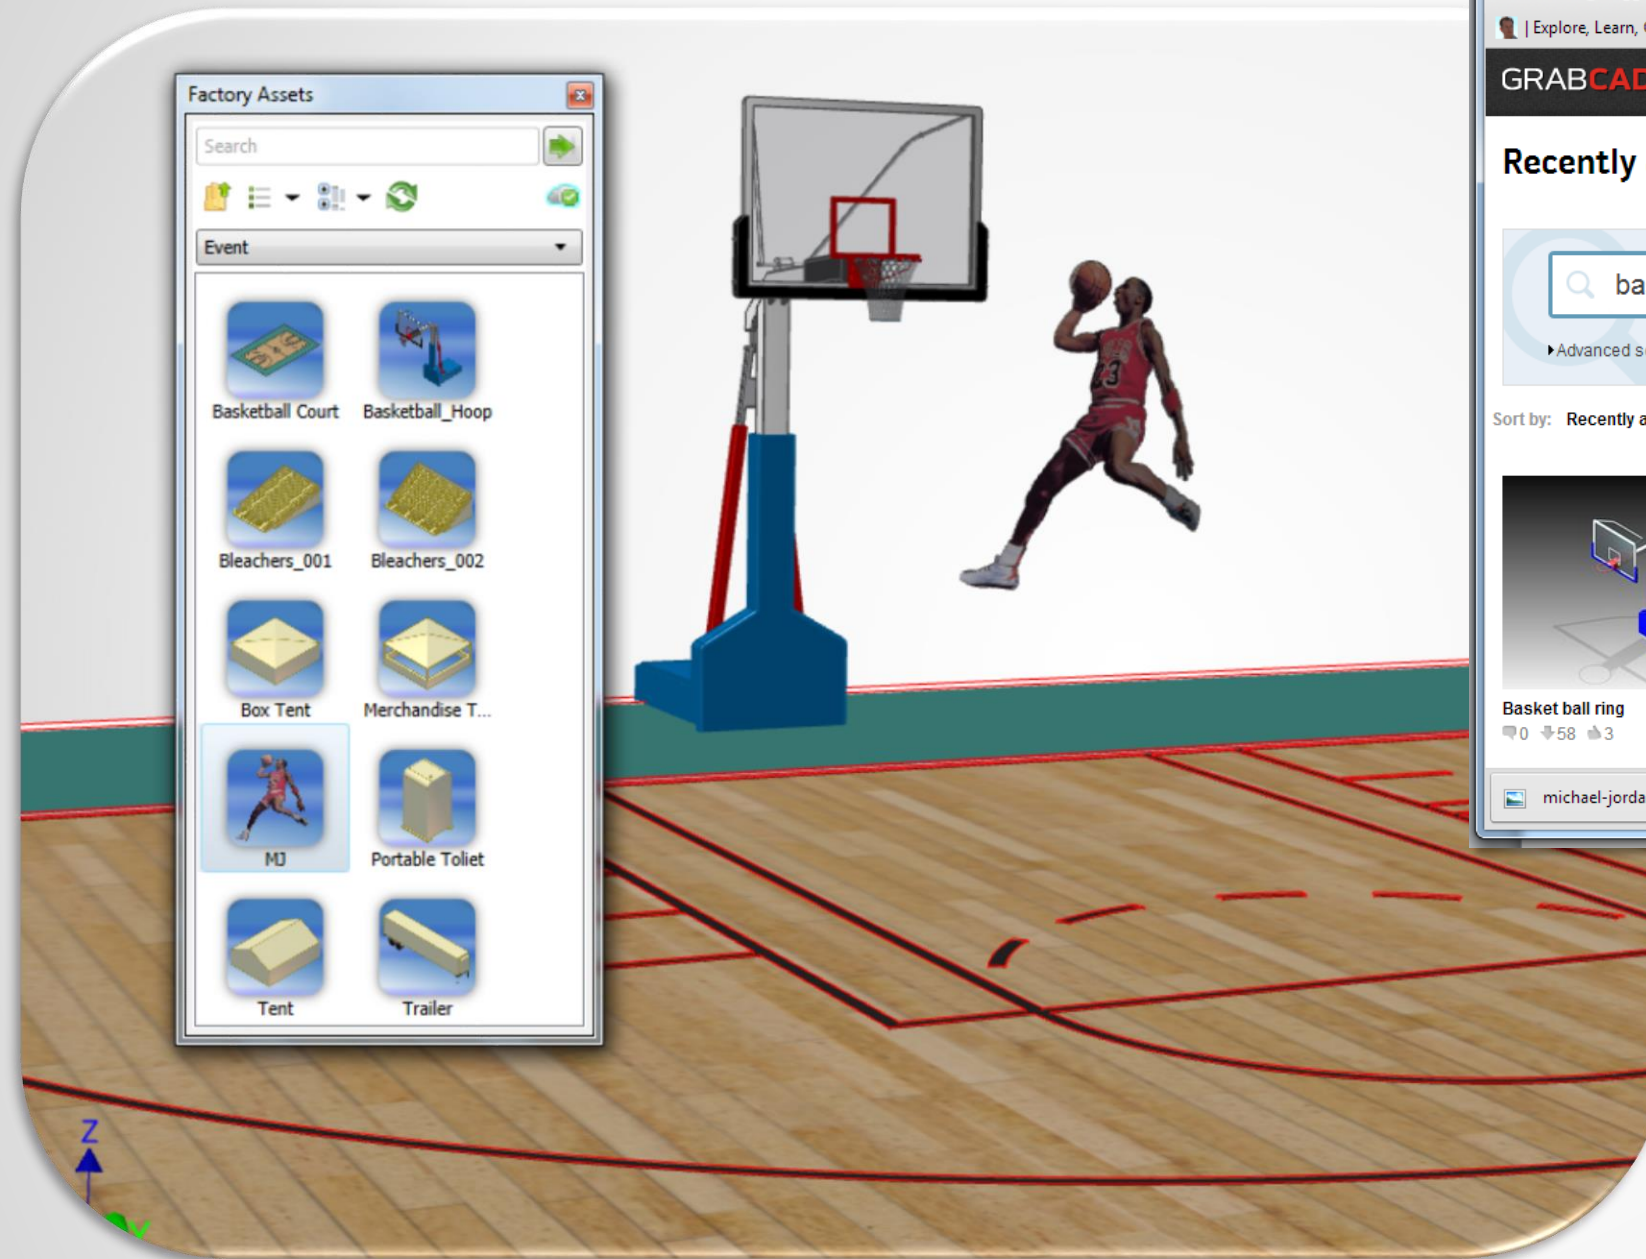 Factory Assets
Search
Event
Basketball Court
Basketball_Hoop
Bleachers_001
Bleachers_002
Box Tent
Merchandise T...
MJ
Portable Toliet
Tent
Trailer
23
Z
Y
| Explore, Learn,
GRABCAD
Recently
ba
Advanced s
Sort by: Recently a
Basket ball ring
0 58 3
michael-jorda